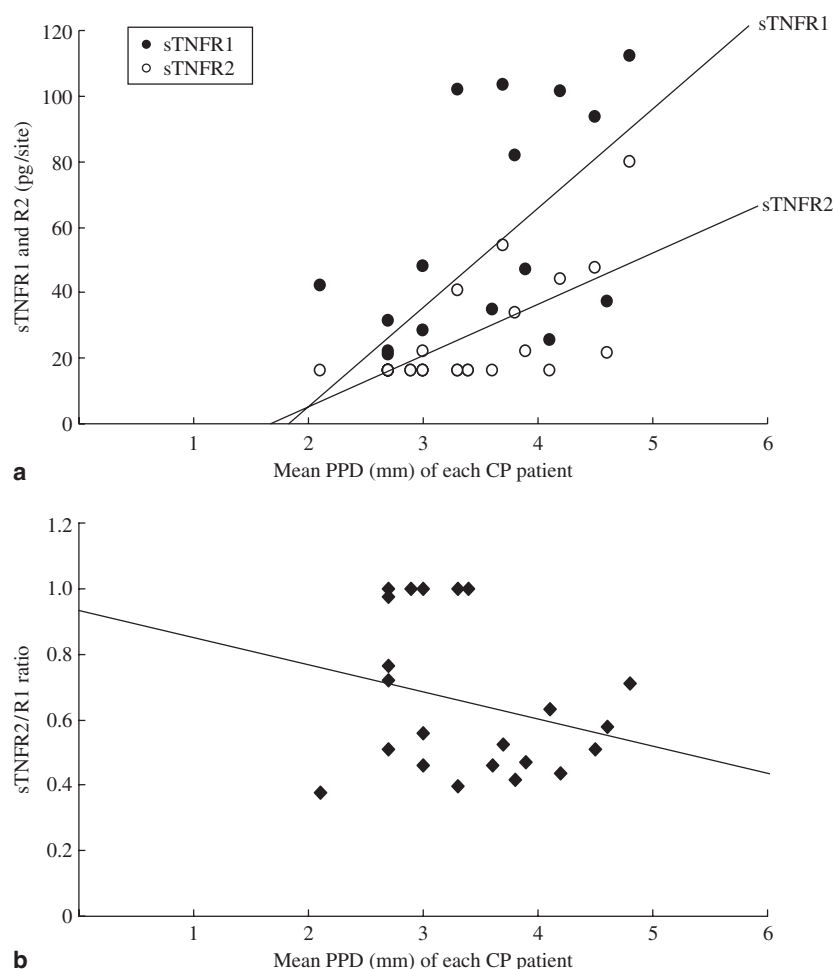 120
100
80
60
40
20
0
sTNFR1 and R2 (pg/site)
sTNFR1
sTNFR2
sTNFR1
sTNFR2
1 2 3 4 5 6
Mean PPD (mm) of each CP patient
a
1.2
1.0
0.8
0.6
0.4
0.2
0
sTNFR2/R1 ratio
1 2 3 4 5 6
Mean PPD (mm) of each CP patient
b